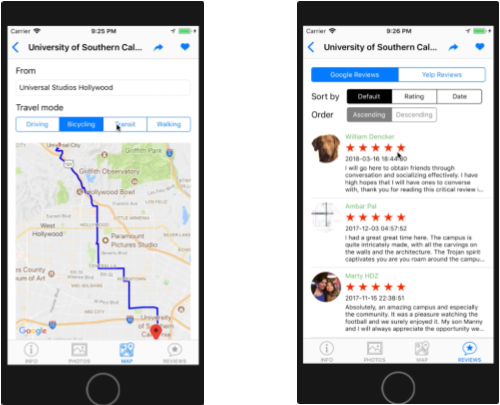 Carrier
9:25 PM
University of Southern Cal...
From
Universal Studios Hollywood
Travel mode
Driving
Bicycling
Transit
Walking
Universal City
Griffith Park
Griffith Observatory
Hollywood Bowl
West
Hollywood
Paramount
Pictures Studio
County
um of Art
University
of Southern
California
Google
INFO
PHOTOS
MAP
REVIEWS
Carrier
9:26 PM
University of Southern Cal...
Google Reviews
Yelp Reviews
Sort by
Default
Rating
Date
Order
Ascending
Descending
William Dencker
2018-03-16 18:44:
I will go here to obtain friends through
conversation and socializing effectively. I have
high hopes that I will have ones to converse
with, thank you for reading this critical review i...
Ambar Pal
2017-12-03 04:57:52
I had a great great time here. The campus is
quite intricately made, with all the carvings on
the walls and the architecture. The Trojan spirit
captivates you are you roam around the campu...
Marty HDZ
2017-11-15 22:38:51
Absolutely, an amazing campus and especially
the community. It was a pleasure watching the
football and we surely enjoyed it. My son Manny
and I will always appreciate the opportunity we...
INFO
PHOTOS
MAP
REVIEWS